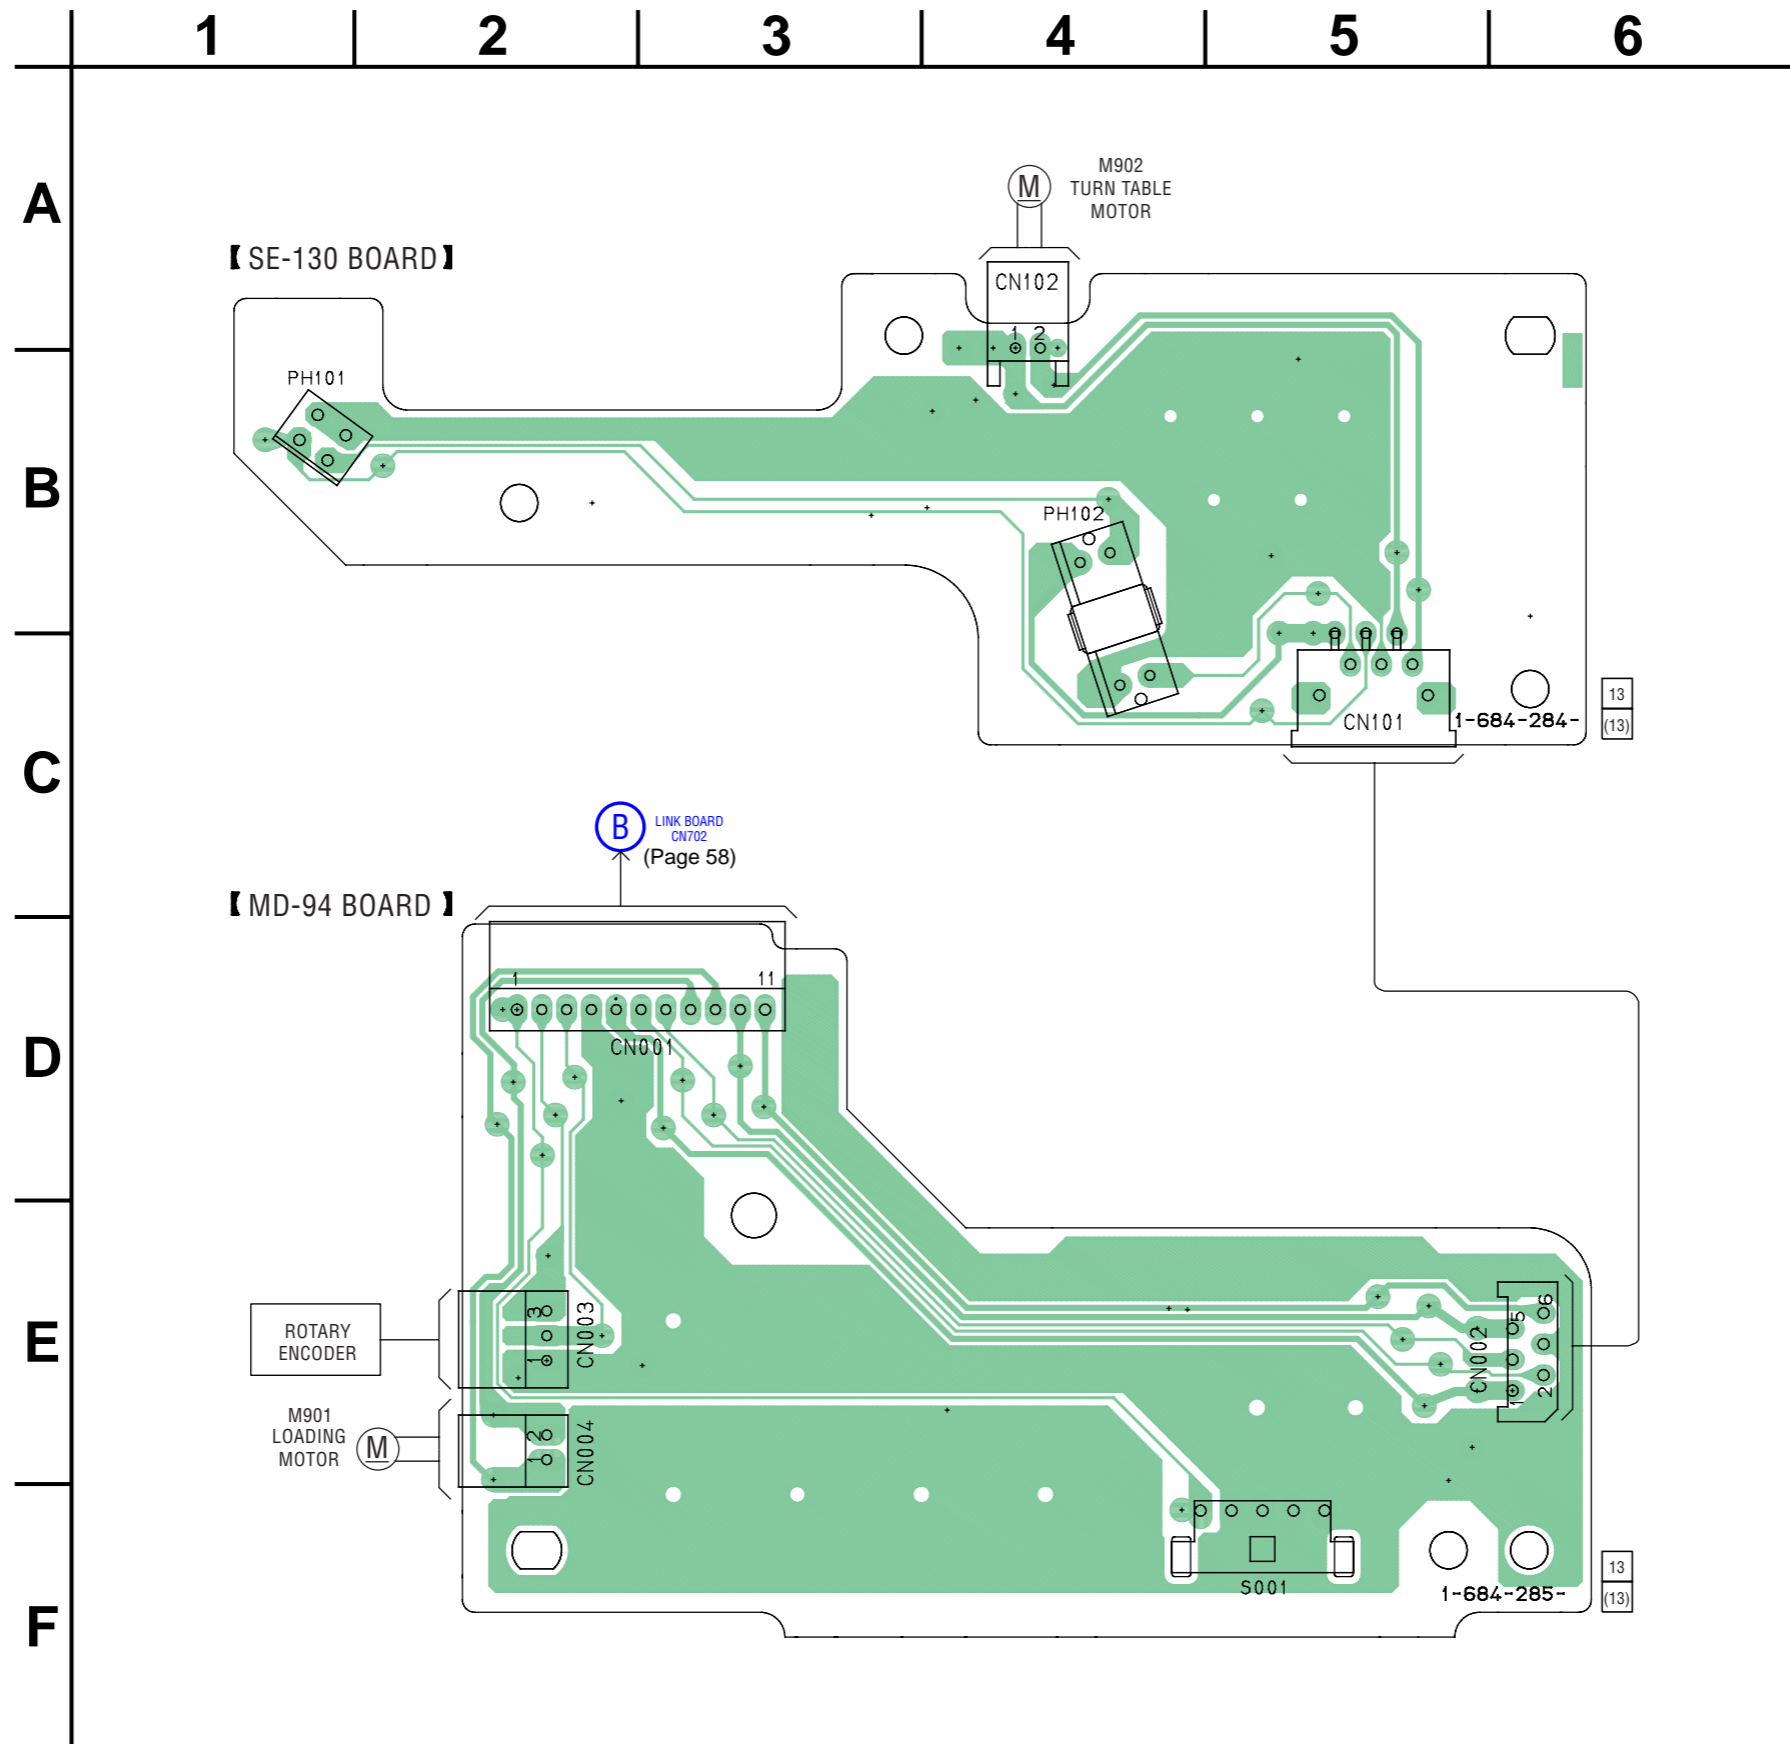 1 2 3 4 5 6
A
B
C
D
E
F
M902
TURN TABLE
MOTOR
M
【 SE-130 BOARD】
CN102
1 2
PH101
PH102
CN101
1-684-284-
13
(13)
B
LINK BOARD
CN702
(Page 58)
【 MD-94 BOARD 】
1 11
CN001
ROTARY
ENCODER
3
1
CN003
M901
LOADING
MOTOR
M
2
1
CN004
CN002
5 6
1 2
S001
1-684-285-
13
(13)